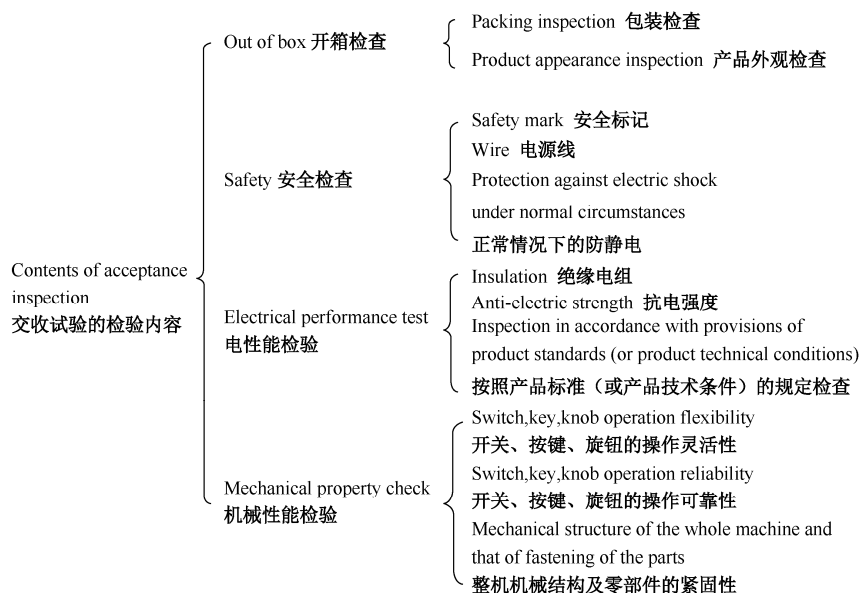 Contents of acceptance
inspection
交收试验的检验内容
Out of box 开箱检查
Packing inspection 包装检查
Product appearance inspection 产品外观检查
Safety 安全检查
Safety mark 安全标记
Wire 电源线
Protection against electric shock
under normal circumstances
正常情况下的防静电
Electrical performance test
电性能检验
Insulation 绝缘电组
Anti-electric strength 抗电强度
Inspection in accordance with provisions of
product standards (or product technical conditions)
按照产品标准（或产品技术条件）的规定检查
Mechanical property check
机械性能检验
Switch,key,knob operation flexibility
开关、按键、旋钮的操作灵活性
Switch,key,knob operation reliability
开关、按键、旋钮的操作可靠性
Mechanical structure of the whole machine and
that of fastening of the parts
整机机械结构及零部件的紧固性